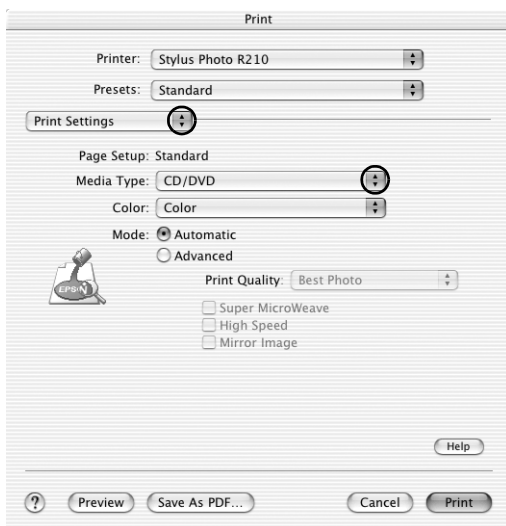 Print
Printer: Stylus Photo R210
Presets: Standard
Print Settings
Page Setup: Standard
Media Type: CD/DVD
Color: Color
Mode: Automatic
Advanced
Print Quality: Best Photo
EPSON
Super MicroWeave
High Speed
Mirror Image
Help
? Preview Save As PDF... Cancel Print